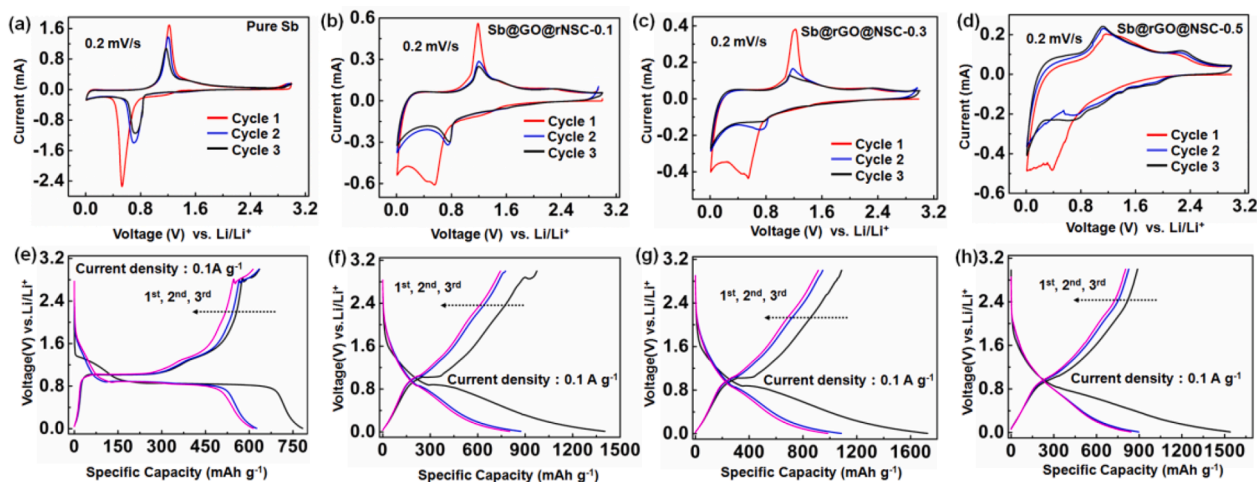 (a)
Pure Sb
0.2 mV/s
Cycle 1
Cycle 2
Cycle 3
Current (mA)
1.6
0.8
0.0
-0.8
-1.6
-2.4
0.0 0.8 1.6 2.4 3.2
Voltage (V) vs. Li/Li⁺
(b)
Sb@GO@rNSC-0.1
0.2 mV/s
Cycle 1
Cycle 2
Cycle 3
Current (mA)
0.6
0.3
0.0
-0.3
-0.6
0.0 0.8 1.6 2.4 3.2
Voltage (V) vs. Li/Li⁺
(c)
Sb@rGO@NSC-0.3
0.2 mV/s
Cycle 1
Cycle 2
Cycle 3
Current (mA)
0.4
0.2
0.0
-0.2
-0.4
-0.6
0.0 0.8 1.6 2.4 3.2
Voltage (V) vs. Li/Li⁺
(d)
Sb@rGO@NSC-0.5
0.2 mV/s
Cycle 1
Cycle 2
Cycle 3
Current (mA)
0.4
0.2
0.0
-0.2
-0.4
-0.6
0.0 0.8 1.6 2.4 3.2
Voltage (V) vs. Li/Li⁺
(e)
Current density : 0.1A g⁻¹
1st, 2nd, 3rd
Voltage(V) vs.Li/Li⁺
3.2
2.4
1.6
0.8
0.0
0 150 300 450 600 750
Specific Capacity (mAh g⁻¹)
(f)
1st, 2nd, 3rd
Current density : 0.1 A g⁻¹
Voltage(V) vs.Li/Li⁺
3.2
2.4
1.6
0.8
0.0
0 300 600 900 1200 1500
Specific Capacity (mAh g⁻¹)
(g)
1st, 2nd, 3rd
Current density : 0.1 A g⁻¹
Voltage(V) vs.Li/Li⁺
3.2
2.4
1.6
0.8
0.0
0 400 800 1200 1600
Specific Capacity (mAh g⁻¹)
(h)
1st, 2nd, 3rd
Current density : 0.1 A g⁻¹
Voltage(V) vs.Li/Li⁺
3.2
2.4
1.6
0.8
0.0
0 300 600 900 1200 1500
Specific Capacity (mAh g⁻¹)